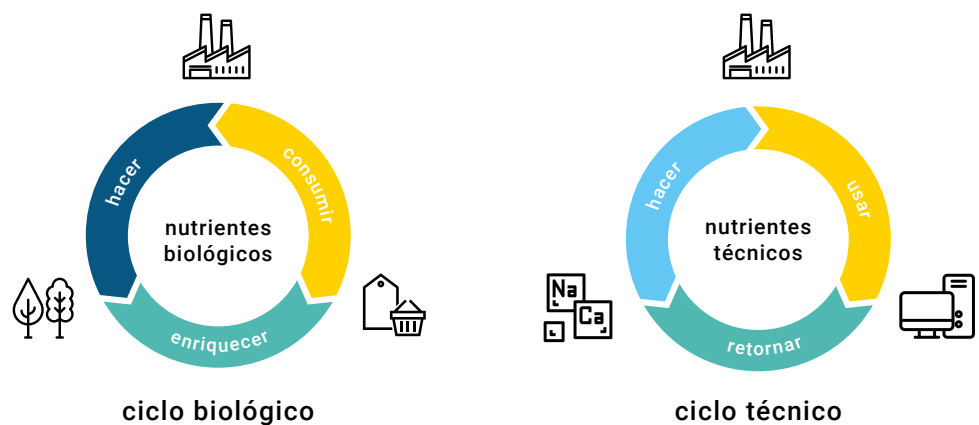 hacer
consumir
nutrientes
biológicos
enriquecer
ciclo biológico
hacer
usar
nutrientes
técnicos
Na
Ca
retornar
ciclo técnico